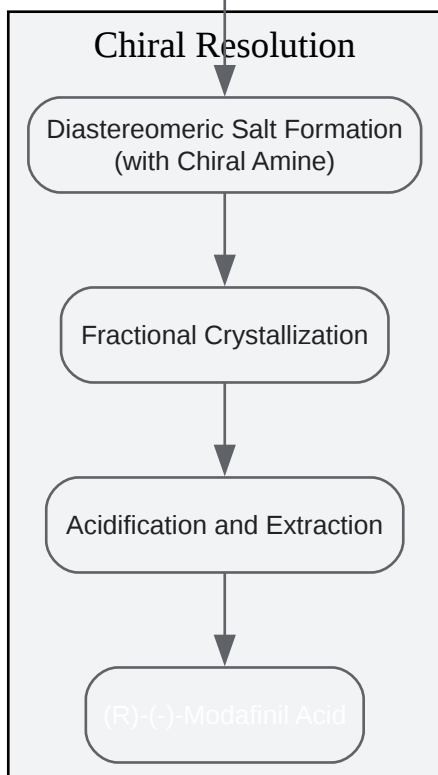 Chiral Resolution
Diastereomeric Salt Formation
(with Chiral Amine)
Fractional Crystallization
Acidification and Extraction
(R)-(-)-Modafinil Acid